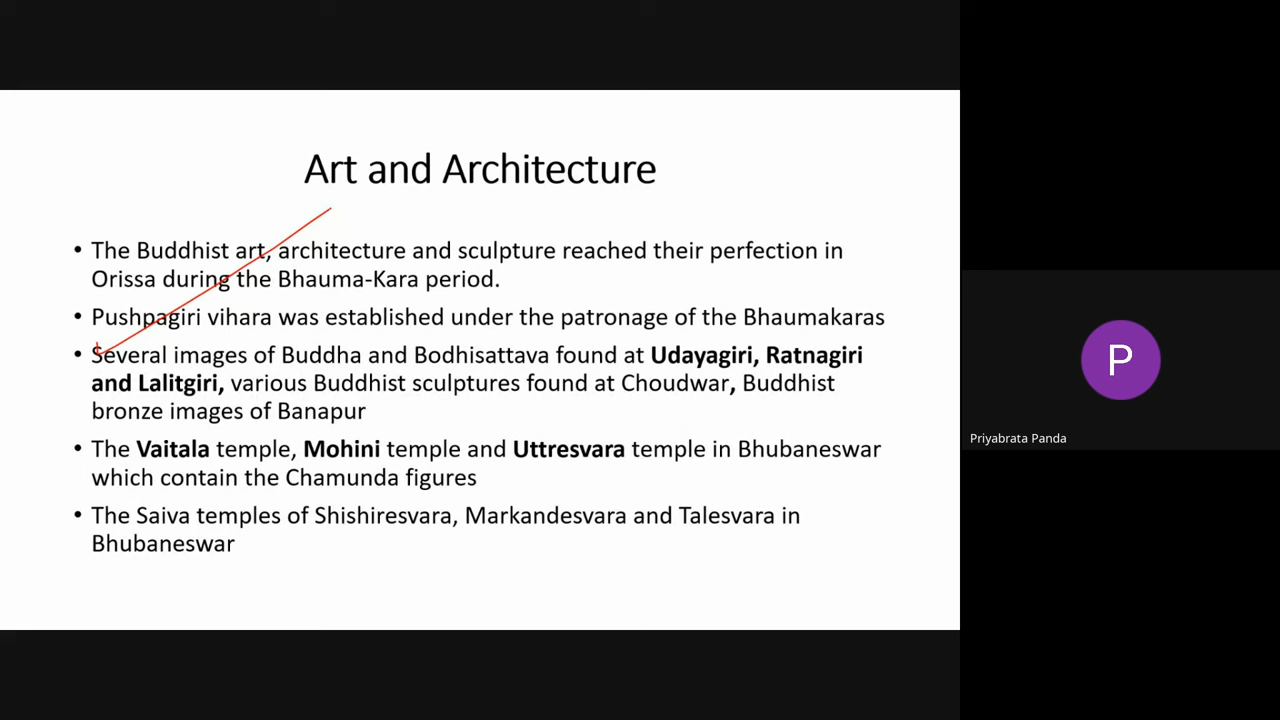 Art and Architecture
• The Buddhist art, architecture and sculpture reached their perfection in
Orissa during the Bhauma-Kara period.
• Pushpagiri vihara was established under the patronage of the Bhaumakaras
• Several images of Buddha and Bodhisattava found at Udayagiri, Ratnagiri
and Lalitgiri, various Buddhist sculptures found at Choudwar, Buddhist
bronze images of Banapur
• The Vaitala temple, Mohini temple and Uttresvara temple in Bhubaneswar
which contain the Chamunda figures
• The Saiva temples of Shishiresvara, Markandesvara and Talesvara in
Bhubaneswar
P
Priyabrata Panda